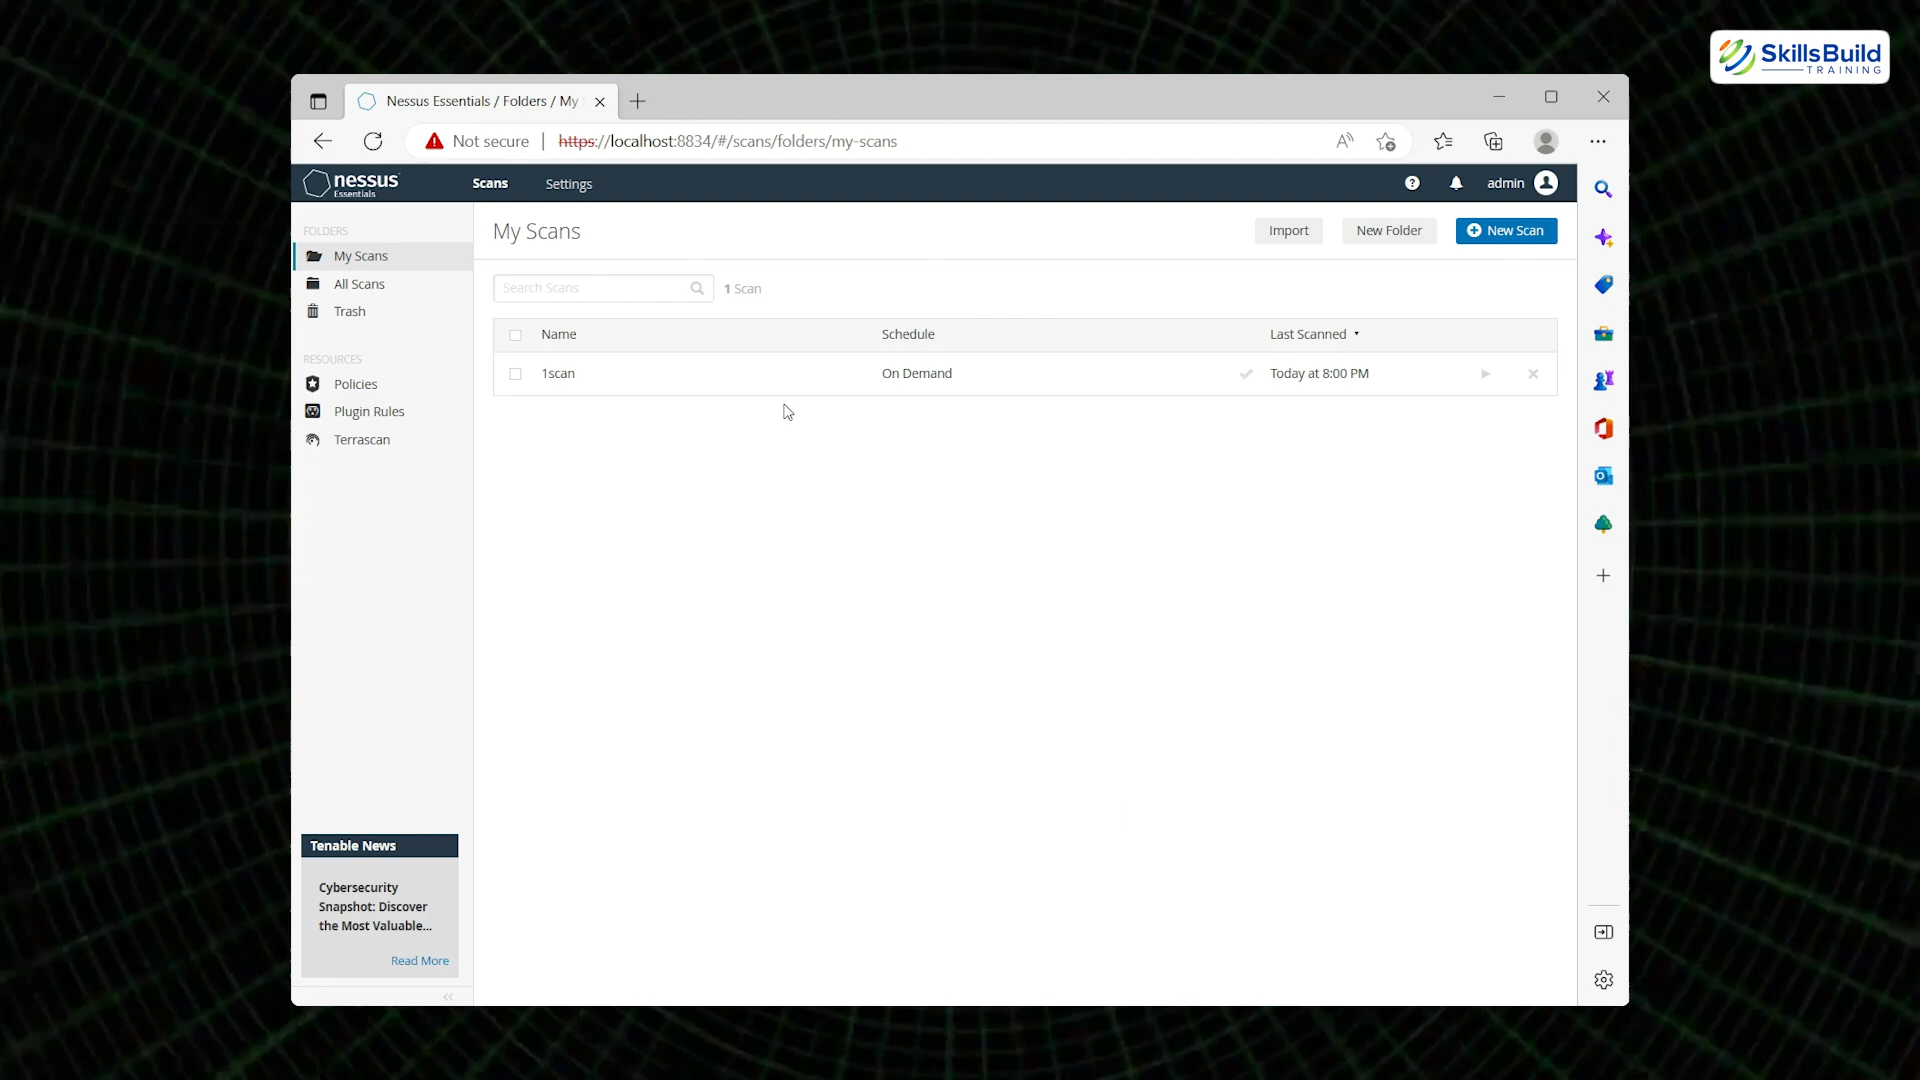 SkillsBuild
TRAINING
Nessus Essentials / Folders / My
Not secure
https://localhost:8834/#/scans/folders/my-scans
nessus
Essentials
Scans
Settings
admin
FOLDERS
My Scans
All Scans
Trash
RESOURCES
Policies
Plugin Rules
Terrascan
My Scans
Import
New Folder
New Scan
Search Scans
1 Scan
Name
Schedule
Last Scanned
1scan
On Demand
Today at 8:00 PM
Tenable News
Cybersecurity
Snapshot: Discover
the Most Valuable...
Read More